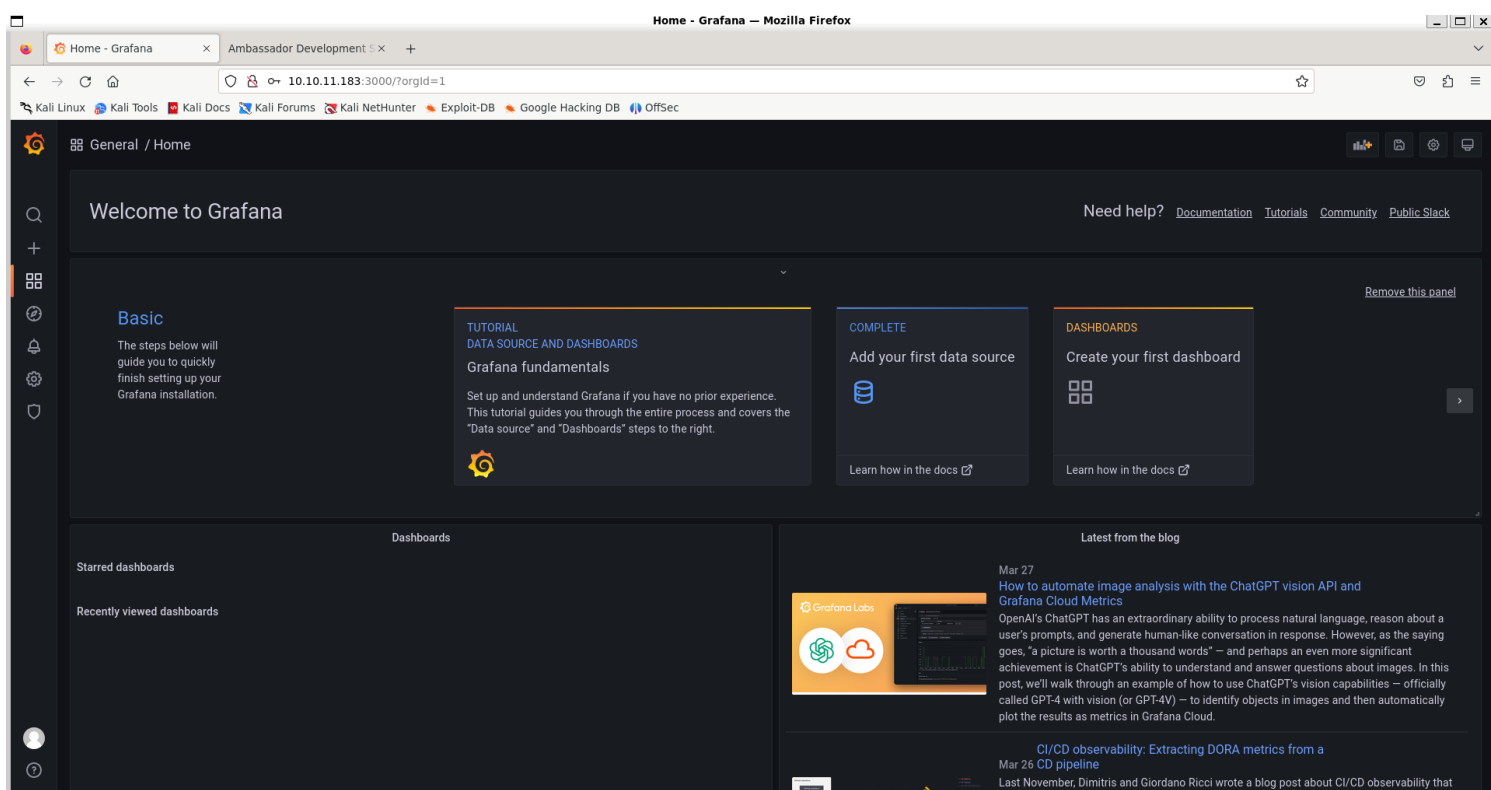 Home - Grafana — Mozilla Firefox
Home - Grafana
Ambassador Development S
10.10.11.183:3000/?orgId=1
Kali Linux Kali Tools Kali Docs Kali Forums Kali NetHunter Exploit-DB Google Hacking DB OffSec
General / Home
Welcome to Grafana
Need help? Documentation Tutorials Community Public Slack
Remove this panel
Basic
The steps below will
guide you to quickly
finish setting up your
Grafana installation.
TUTORIAL
DATA SOURCE AND DASHBOARDS
Grafana fundamentals
Set up and understand Grafana if you have no prior experience.
This tutorial guides you through the entire process and covers the
“Data source” and “Dashboards” steps to the right.
COMPLETE
Add your first data source
Learn how in the docs
DASHBOARDS
Create your first dashboard
Learn how in the docs
Dashboards
Starred dashboards
Recently viewed dashboards
Latest from the blog
Grafana Labs
Mar 27
How to automate image analysis with the ChatGPT vision API and
Grafana Cloud Metrics
OpenAI’s ChatGPT has an extraordinary ability to process natural language, reason about a
user’s prompts, and generate human-like conversation in response. However, as the saying
goes, “a picture is worth a thousand words” — and perhaps an even more significant
achievement is ChatGPT’s ability to understand and answer questions about images. In this
post, we’ll walk through an example of how to use ChatGPT’s vision capabilities — officially
called GPT-4 with vision (or GPT-4V) — to identify objects in images and then automatically
plot the results as metrics in Grafana Cloud.
CI/CD observability: Extracting DORA metrics from a
Mar 26 CD pipeline
Last November, Dimitris and Giordano Ricci wrote a blog post about CI/CD observability that